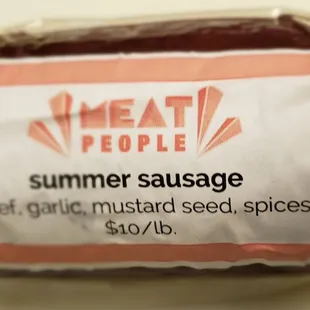 MEAT
PEOPLE
summer sausage
ef, garlic, mustard seed, spices
$10/lb.